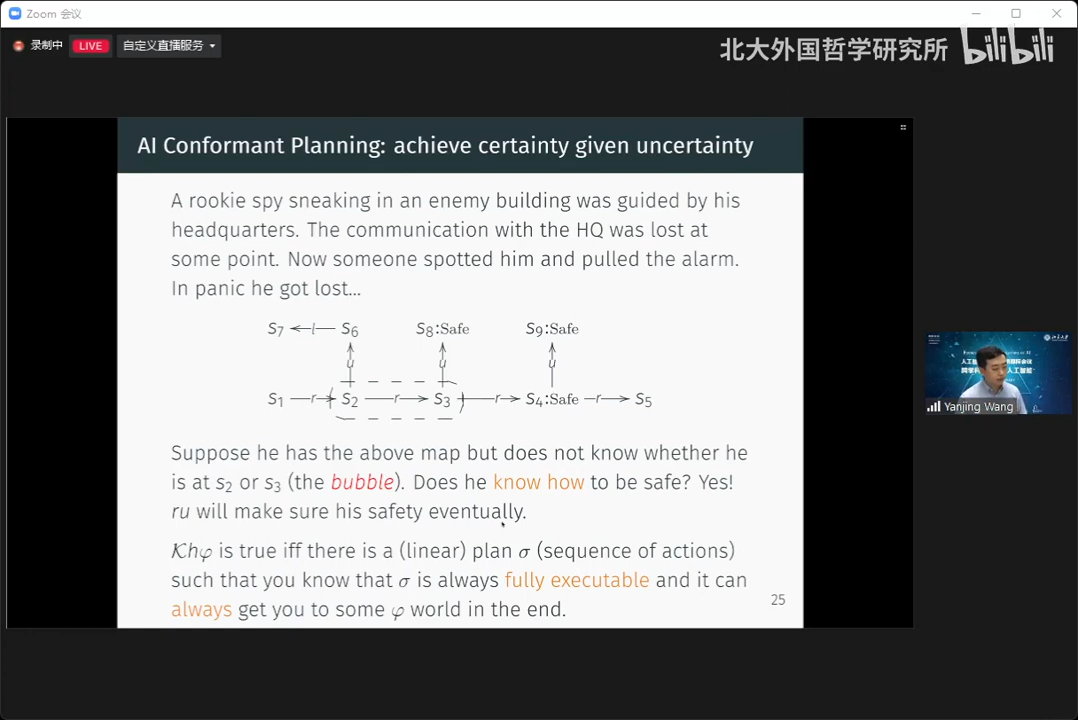 Zoom 会议
录制中 LIVE 自定义直播服务
北大外国哲学研究所 bilibili
AI Conformant Planning: achieve certainty given uncertainty
A rookie spy sneaking in an enemy building was guided by his
headquarters. The communication with the HQ was lost at
some point. Now someone spotted him and pulled the alarm.
In panic he got lost...
S7 l S6 S8:Safe S9:Safe
u u u
S1 r S2 r S3 r S4:Safe r S5
Suppose he has the above map but does not know whether he
is at s2 or s3 (the bubble). Does he know how to be safe? Yes!
ru will make sure his safety eventually.
𝒦hφ is true iff there is a (linear) plan σ (sequence of actions)
such that you know that σ is always fully executable and it can
always get you to some φ world in the end.
25
Yanjing Wang